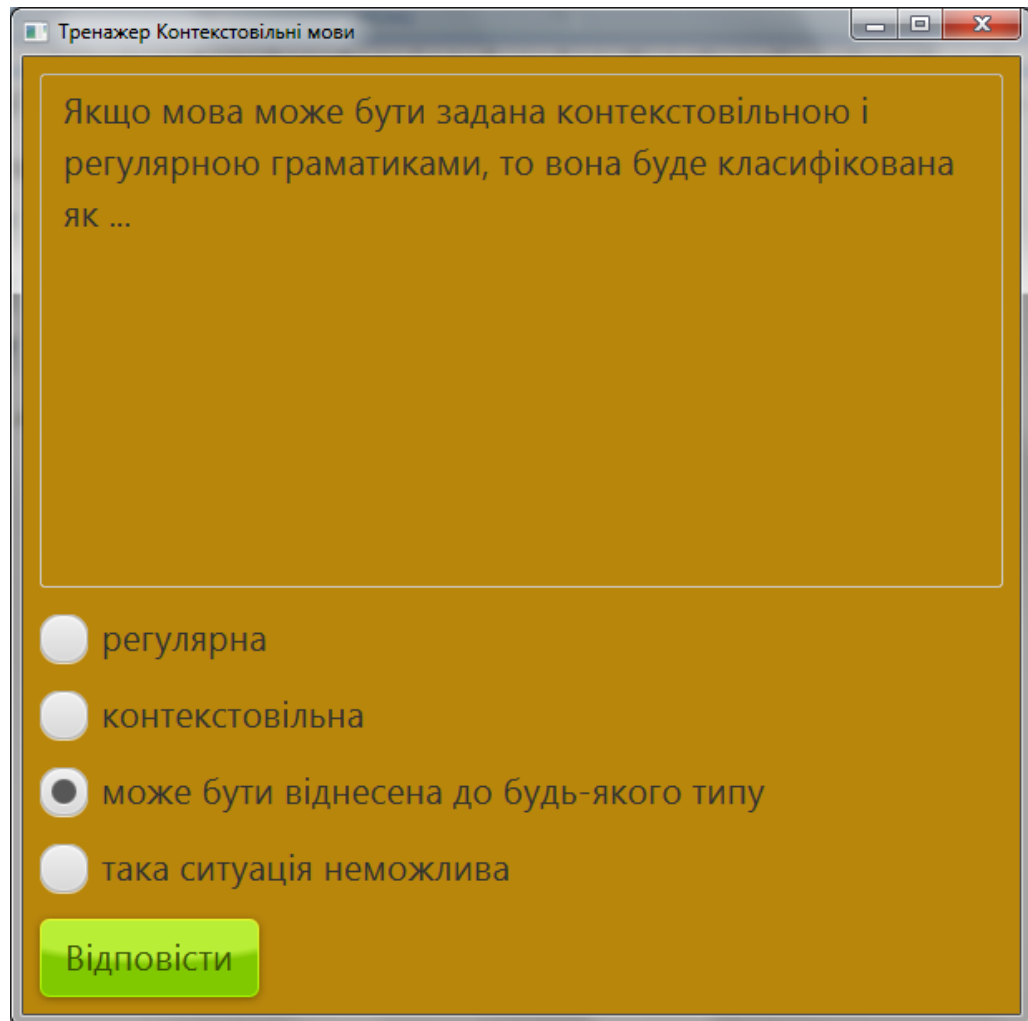 Тренажер Контекстовільні мови
Якщо мова може бути задана контекстовільною і
регулярною граматиками, то вона буде класифікована
як ...
регулярна
контекстовільна
може бути віднесена до будь-якого типу
така ситуація неможлива
Відповісти